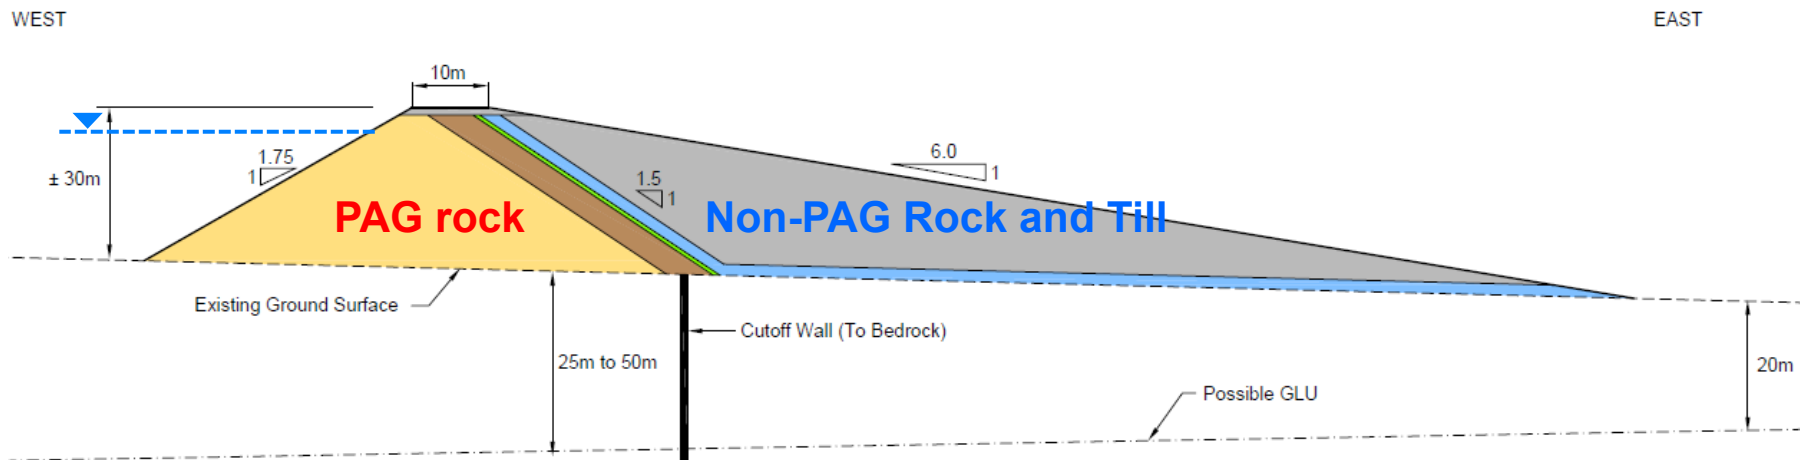 WEST
EAST
10m
1.75
1
± 30m
6.0
1
1.5
1
PAG rock
Non-PAG Rock and Till
Existing Ground Surface
Cutoff Wall (To Bedrock)
25m to 50m
20m
Possible GLU